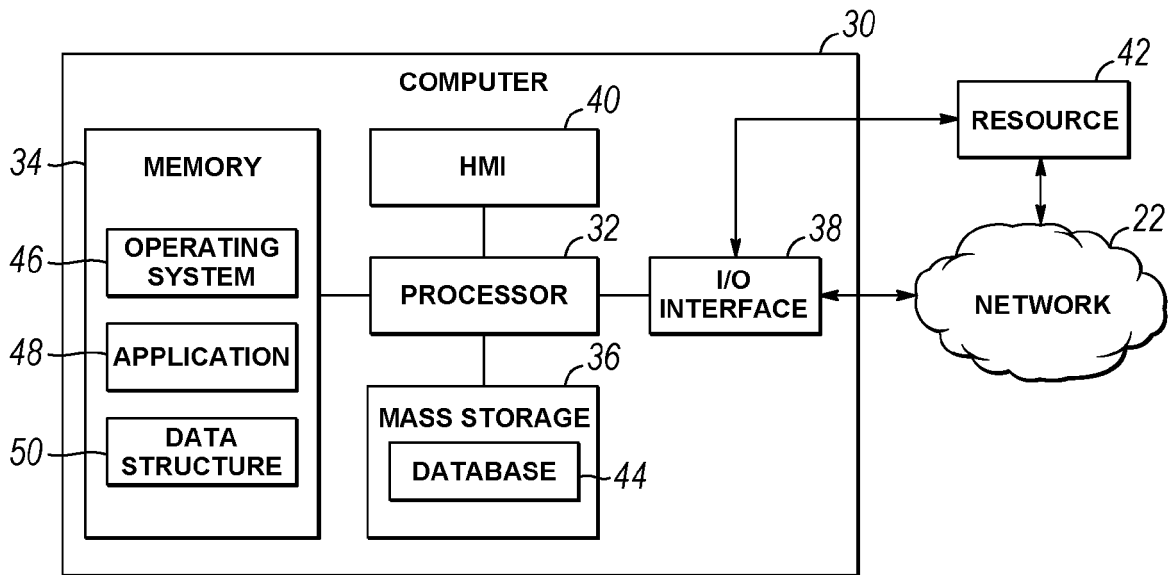 30
COMPUTER
42
RESOURCE
40
HMI
34
MEMORY
46
OPERATING
SYSTEM
32
PROCESSOR
38
I/O
INTERFACE
22
NETWORK
48
APPLICATION
36
MASS STORAGE
DATABASE
44
50
DATA
STRUCTURE